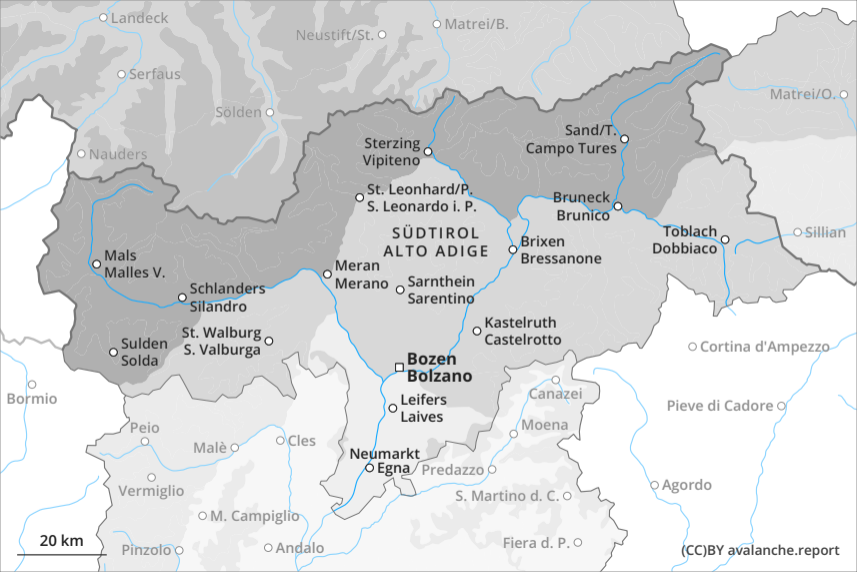 Landeck
Matrei/B.
Neustift/St.
Serfaus
Matrei/O.
Sölden
Sand/T.
Campo Tures
Sterzing
Vipiteno
Nauders
St. Leonhard/P.
S. Leonardo i. P.
Bruneck
Brunico
SÜDTIROL
ALTO ADIGE
Toblach
Dobbiaco
Sillian
Brixen
Bressanone
Mals
Malles V.
Meran
Merano
Sarnthein
Sarentino
Schlanders
Silandro
Kastelruth
Castelrotto
St. Walburg
S. Valburga
Sulden
Solda
Cortina d'Ampezzo
Bozen
Bolzano
Bormio
Canazei
Leifers
Laives
Pieve di Cadore
Peio
Moena
Malè
Cles
Neumarkt
Egna
Predazzo
Vermiglio
Agordo
S. Martino d. C.
M. Campiglio
20 km
Pinzolo
Andalo
Fiera d. P.
(CC)BY avalanche.report